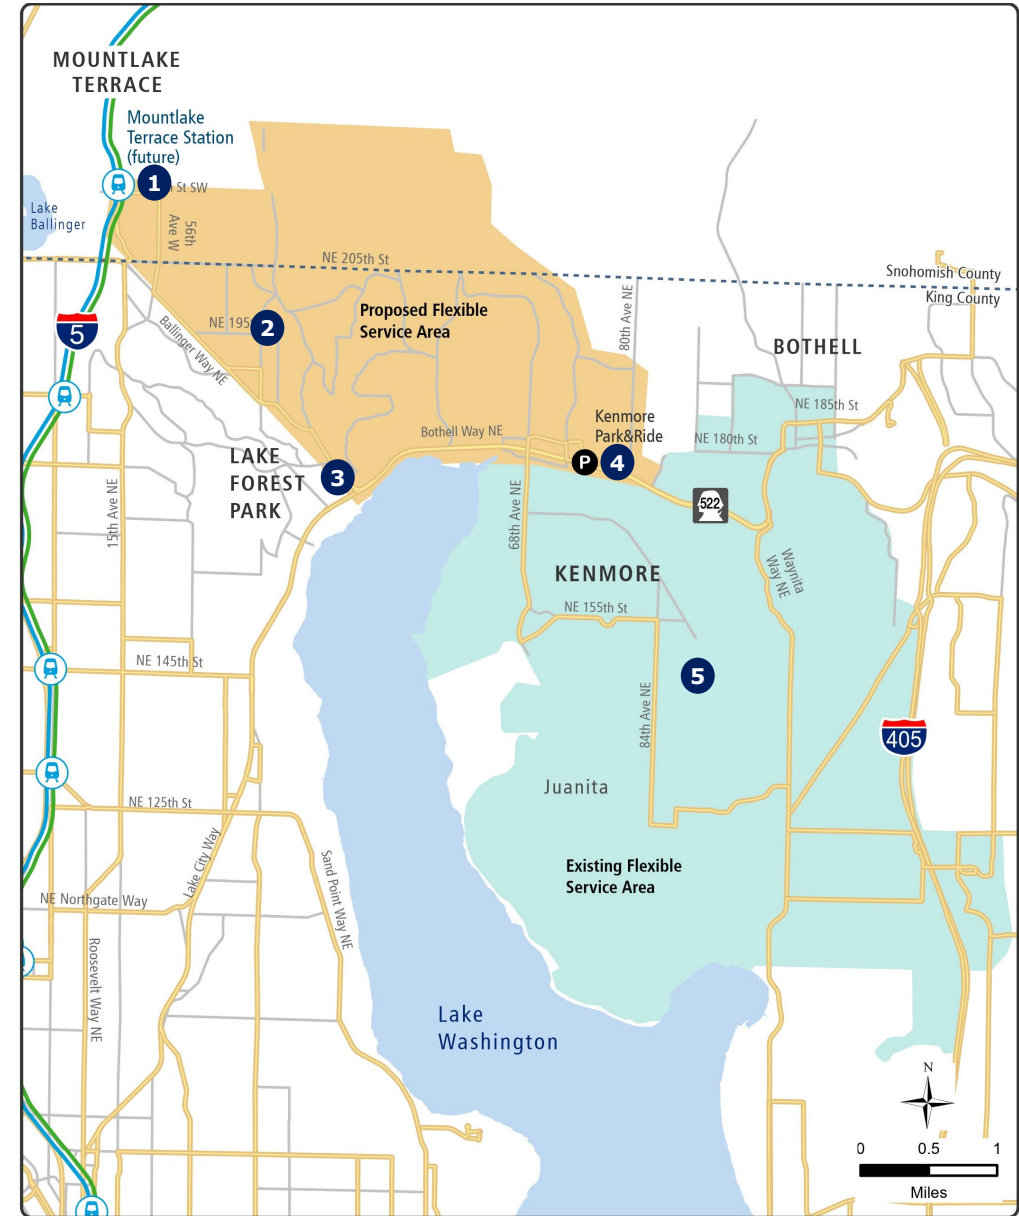 MOUNTLAKE
TERRACE
Mountlake
Terrace Station
(future)
1
St SW
Lake
Ballinger
56th
Ave W
NE 205th St
Snohomish County
King County
5
Ballinger Way NE
NE 195
2
Proposed Flexible
Service Area
80th Ave NE
BOTHELL
NE 185th St
Kenmore
Park&Ride
NE 180th St
Bothell Way NE
P
4
LAKE
FOREST
PARK
3
522
15th Ave NE
68th Ave NE
KENMORE
Waynita
Way NE
NE 155th St
NE 145th St
5
84th Ave NE
405
Juanita
NE 125th St
Lake City Way
Sand Point Way NE
Existing Flexible
Service Area
NE Northgate Way
Roosevelt Way NE
Lake
Washington
N
0 0.5 1
Miles